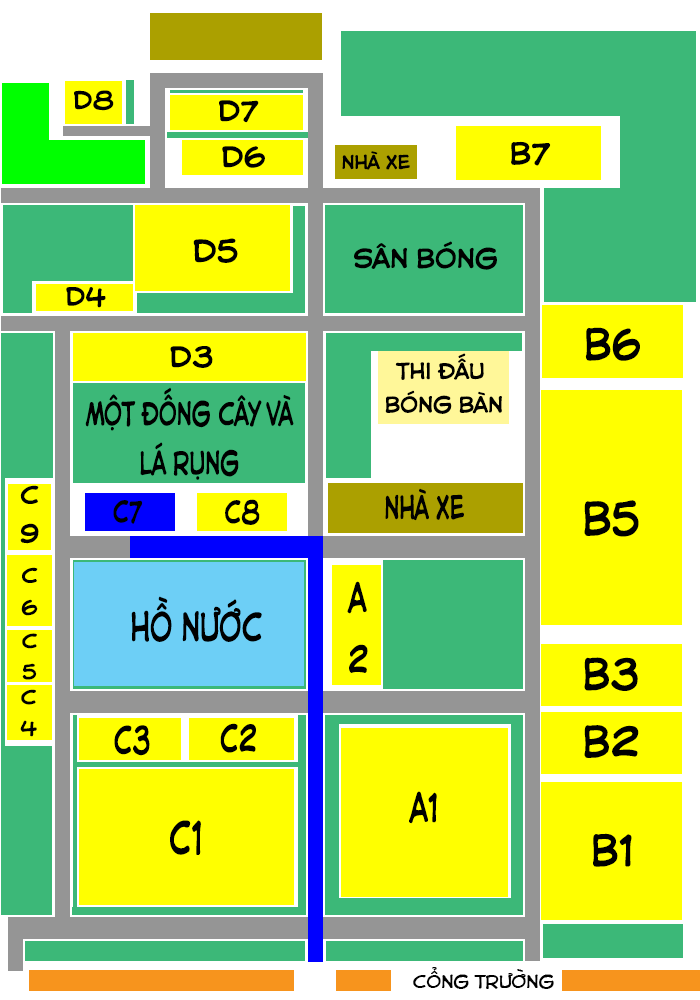 D8
D7
D6
NHÀ XE
B7
D5
SÂN BÓNG
D4
B6
D3
THI ĐẤU
BÓNG BÀN
MỘT ĐỐNG CÂY VÀ
LÁ RỤNG
C
9
C7
C8
NHÀ XE
B5
C
6
HỒ NƯỚC
A
2
C
5
B3
C
4
C3
C2
B2
C1
A1
B1
CỔNG TRƯỜNG